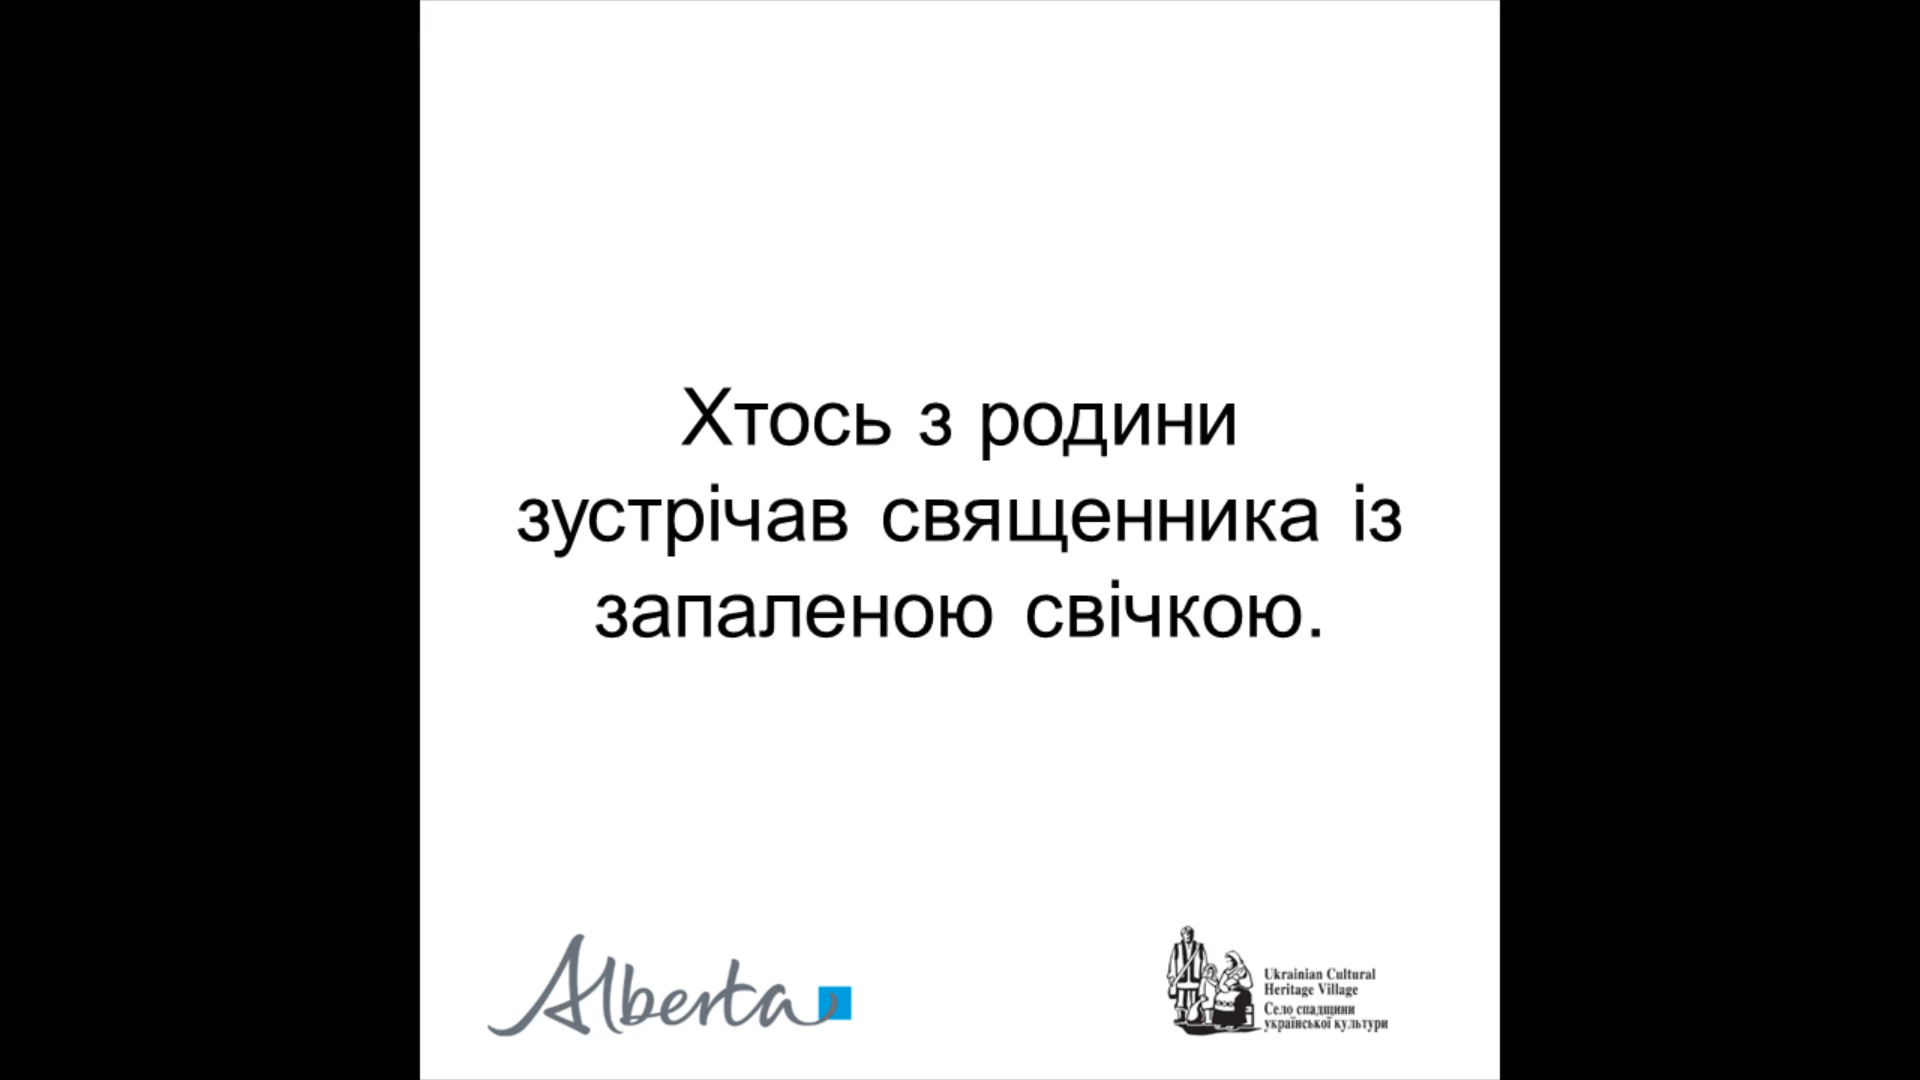 Хтось з родини
зустрічав священника із
запаленою свічкою.
Alberta
Ukrainian Cultural
Heritage Village
Село спадщини
української культури